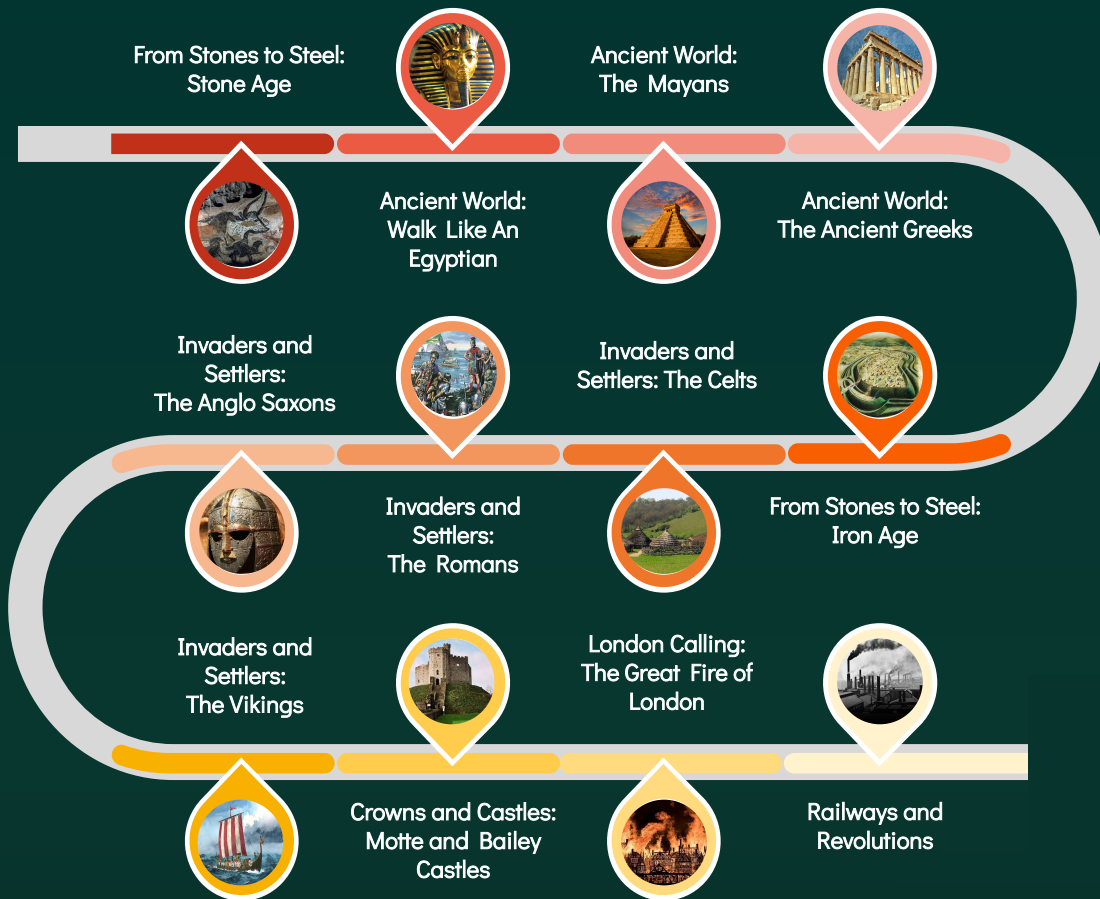 From Stones to Steel:
Stone Age
Ancient World:
Walk Like An
Egyptian
Ancient World:
The Mayans
Ancient World:
The Ancient Greeks
From Stones to Steel:
Iron Age
Invaders and
Settlers: The Celts
Invaders and
Settlers:
The Romans
Invaders and
Settlers:
The Anglo Saxons
Invaders and
Settlers:
The Vikings
Crowns and Castles:
Motte and Bailey
Castles
London Calling:
The Great Fire of
London
Railways and
Revolutions